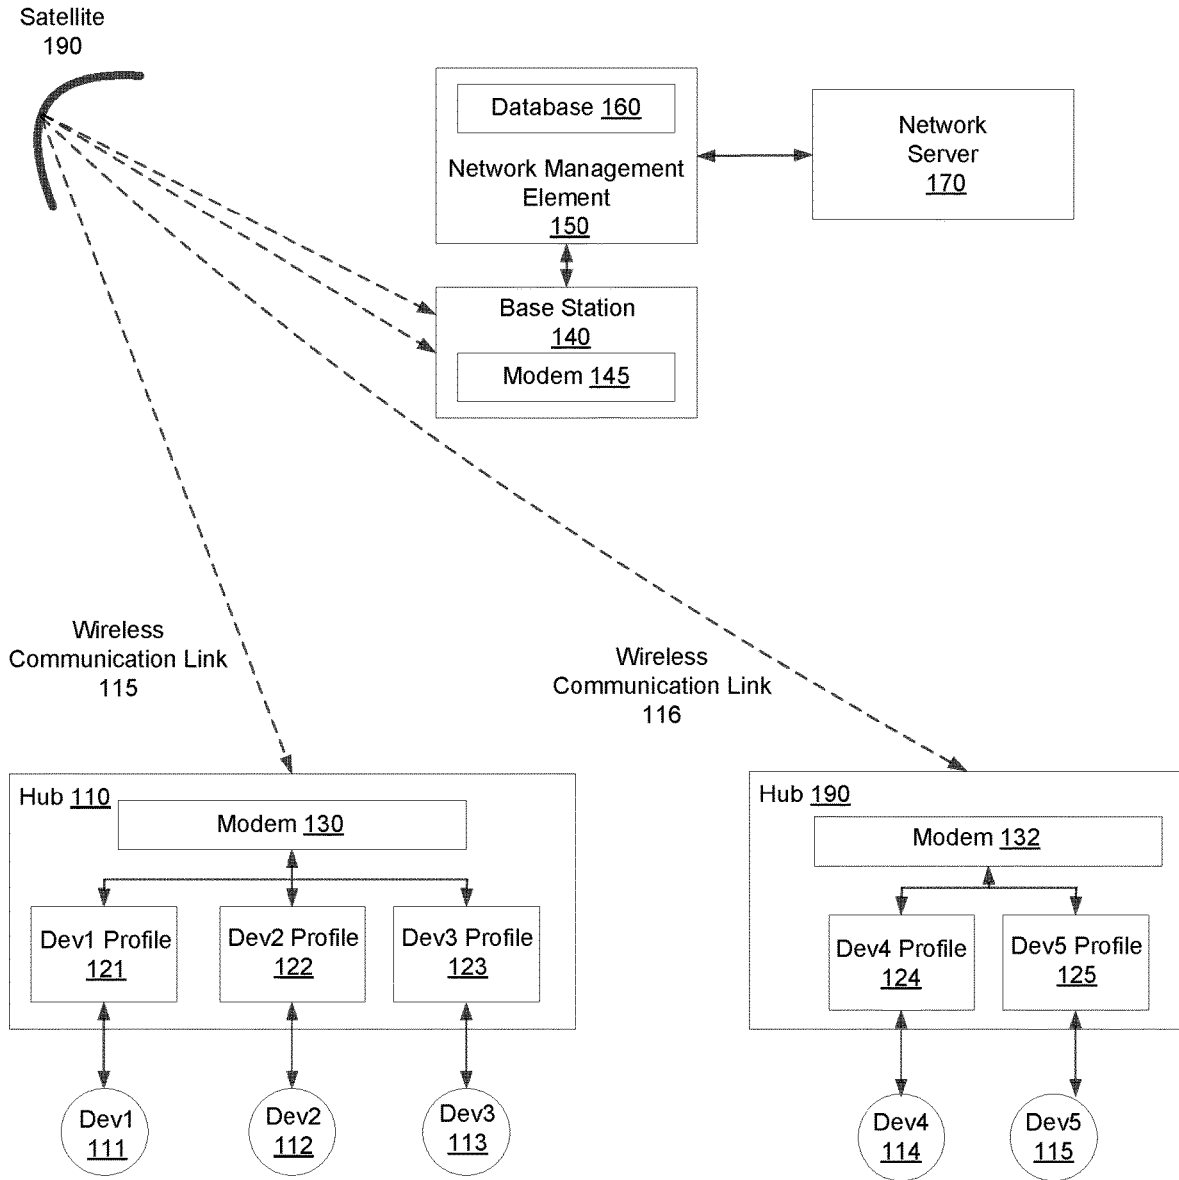 Satellite
190
Database 160
Network Management
Element
150
Network
Server
170
Base Station
140
Modem 145
Wireless
Communication Link
115
Wireless
Communication Link
116
Hub 110
Modem 130
Dev1 Profile
121
Dev2 Profile
122
Dev3 Profile
123
Hub 190
Modem 132
Dev4 Profile
124
Dev5 Profile
125
Dev1
111
Dev2
112
Dev3
113
Dev4
114
Dev5
115